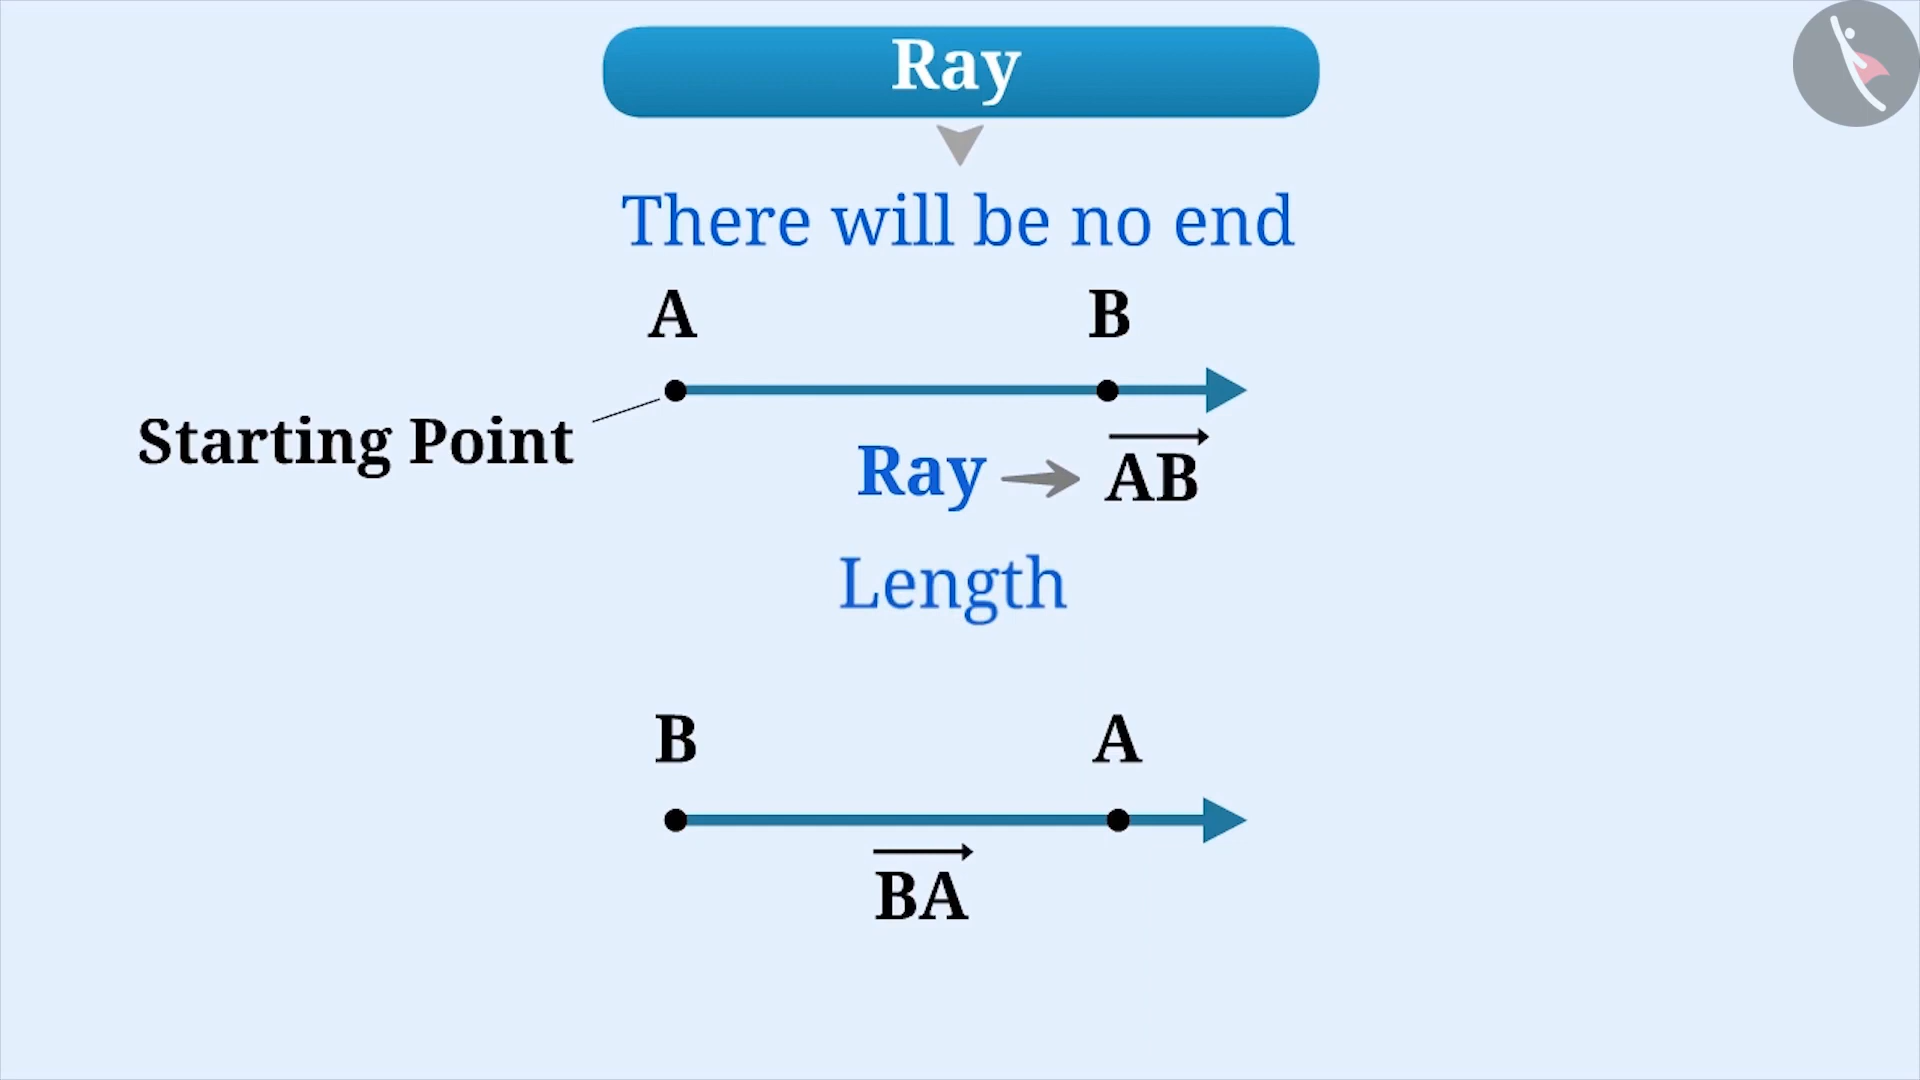 Ray
There will be no end
A B
Starting Point
Ray → AB
Length
B A
BA